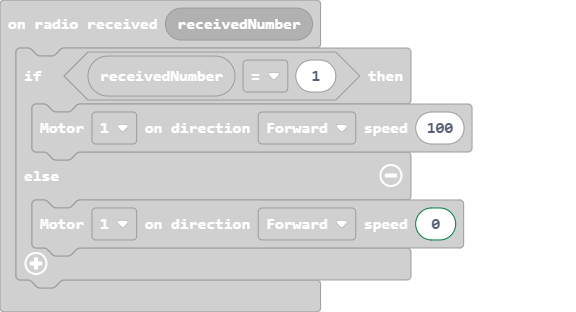 on radio received receivedNumber
if receivedNumber = 1 then
Motor 1 on direction Forward speed 100
else
Motor 1 on direction Forward speed 0